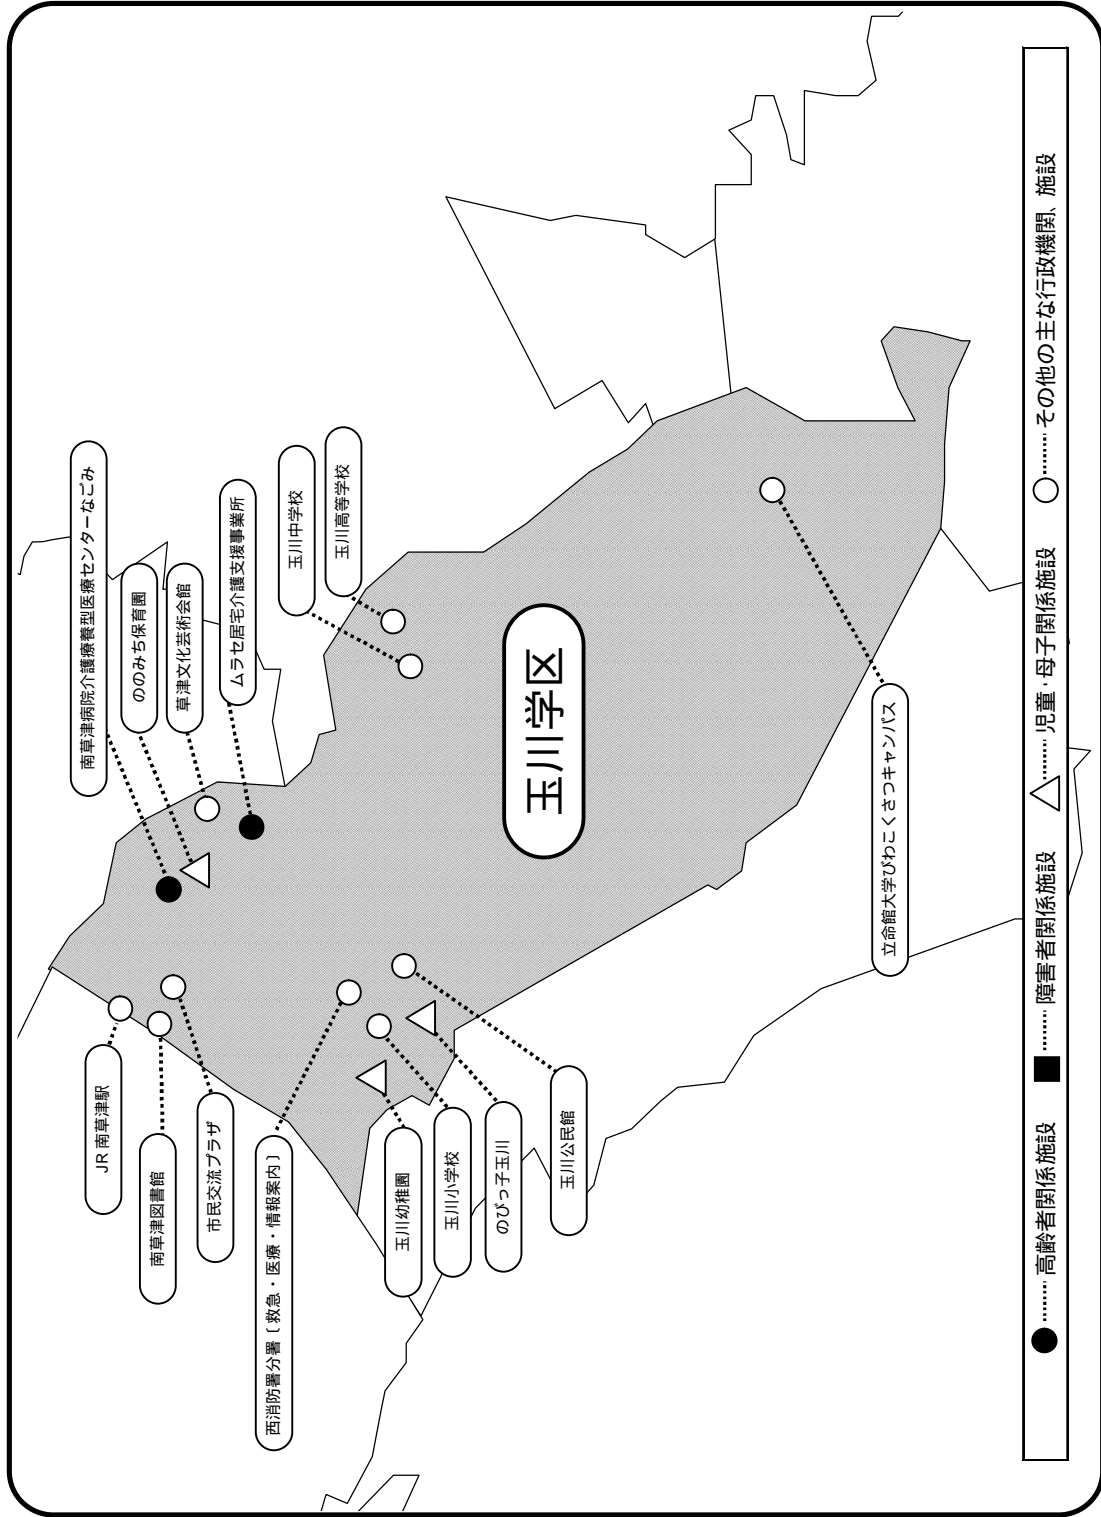 玉川学区
JR 南草津駅
南草津図書館
市民交流プラザ
西消防署分署〔 救急・医療・情報案内 〕
玉川幼稚園
玉川小学校
のびっ子玉川
玉川公民館
南草津病院介護療養型医療センターなごみ
ののみち保育園
草津文化芸術会館
ムラセ居宅介護支援事業所
玉川中学校
玉川高等学校
立命館大学びわこくさつキャンパス
●……高齢者関係施設 ■……障害者関係施設 △……児童・母子関係施設 ○……その他の主な行政機関、施設